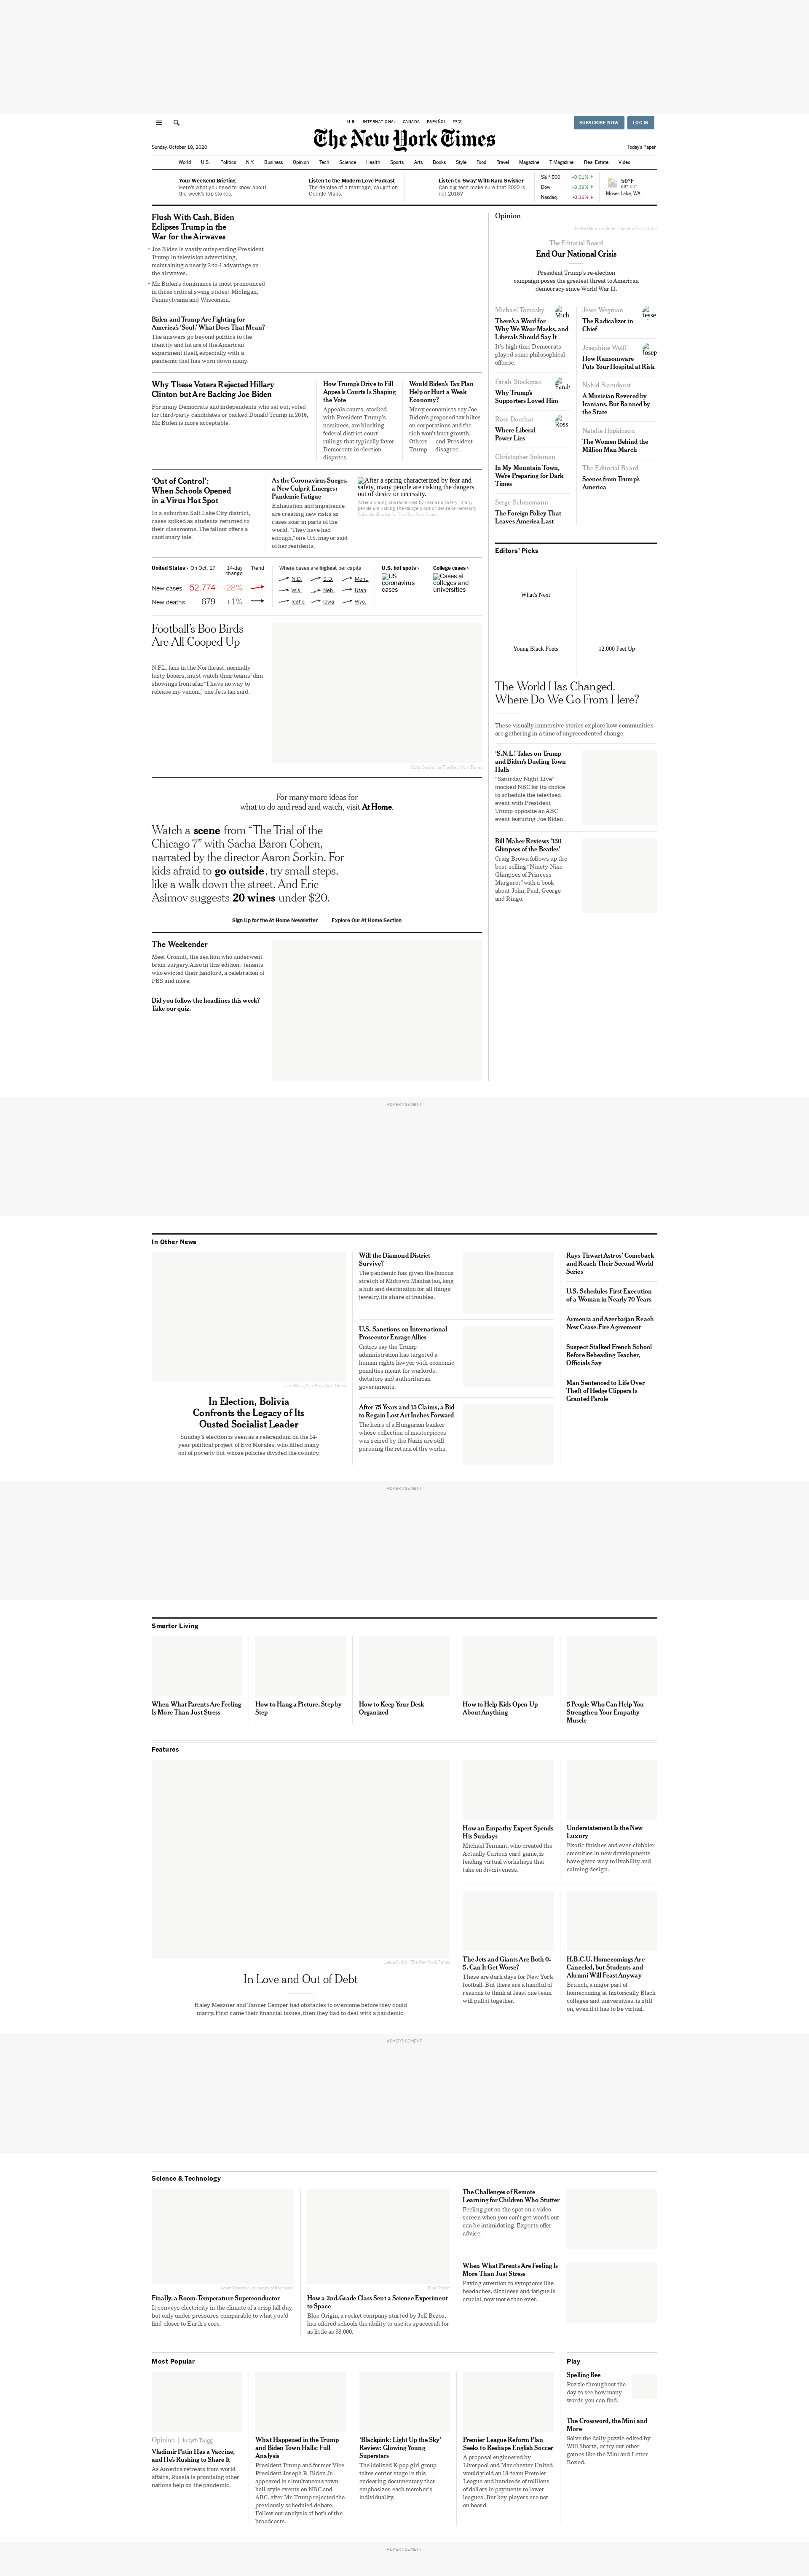 U.S. INTERNATIONAL CANADA ESPAÑOL 中文
SUBSCRIBE NOW
LOG IN
The New York Times
Sunday, October 18, 2020
Today's Paper
World U.S. Politics N.Y. Business Opinion Tech Science Health Sports Arts Books Style Food Travel Magazine T Magazine Real Estate Video
Your Weekend Briefing
Here's what you need to know about
the week's top stories.
Listen to the Modern Love Podcast
The demise of a marriage, caught on
Google Maps.
Listen to 'Sway' With Kara Swisher
Can big tech make sure that 2020 is
not 2016?
S&P 500 +0.01%
Dow +0.39%
Nasdaq -0.36%
50°F
Moses Lake, WA
Flush With Cash, Biden
Eclipses Trump in the
War for the Airwaves
• Joe Biden is vastly outspending President
Trump in television advertising,
maintaining a nearly 2-to-1 advantage on
the airwaves.
• Mr. Biden's dominance is most pronounced
in three critical swing states: Michigan,
Pennsylvania and Wisconsin.
Biden and Trump Are Fighting for
America's 'Soul.' What Does That Mean?
The answers go beyond politics to the
identity and future of the American
experiment itself, especially with a
pandemic that has worn down many.
Why These Voters Rejected Hillary
Clinton but Are Backing Joe Biden
For many Democrats and independents who sat out, voted
for third-party candidates or backed Donald Trump in 2016,
Mr. Biden is more acceptable.
How Trump's Drive to Fill
Appeals Courts Is Shaping
the Vote
Appeals courts, stocked
with President Trump's
nominees, are blocking
federal district court
rulings that typically favor
Democrats in election
disputes.
Would Biden's Tax Plan
Help or Hurt a Weak
Economy?
Many economists say Joe
Biden's proposed tax hikes
on corporations and the
rich won't hurt growth.
Others — and President
Trump — disagree.
'Out of Control':
When Schools Opened
in a Virus Hot Spot
In a suburban Salt Lake City district,
cases spiked as students returned to
their classrooms. The fallout offers a
cautionary tale.
As the Coronavirus Surges,
a New Culprit Emerges:
Pandemic Fatigue
Exhaustion and impatience
are creating new risks as
cases soar in parts of the
world. "They have had
enough," one U.S. mayor said
of her residents.
After a spring characterized by fear and
safety, many people are risking the dangers
out of desire or necessity.
After a spring characterized by fear and safety, many
people are risking the dangers out of desire or necessity.
United States › On Oct. 17 14-day
change Trend
New cases 52,774 +28%
New deaths 679 +1%
Where cases are highest per capita
N.D. S.D. Mont.
Wis. Neb. Utah
Idaho Iowa Wyo.
U.S. hot spots ›
US
coronavirus
cases
College cases ›
Cases at
colleges and
universities
Football's Boo Birds
Are All Cooped Up
N.F.L. fans in the Northeast, normally
lusty booers, must watch their teams' dim
showings from afar. "I have no way to
release my venom," one Jets fan said.
For many more ideas for
what to do and read and watch, visit At Home.
Watch a scene from "The Trial of the
Chicago 7" with Sacha Baron Cohen,
narrated by the director Aaron Sorkin. For
kids afraid to go outside, try small steps,
like a walk down the street. And Eric
Asimov suggests 20 wines under $20.
Sign Up for the At Home Newsletter Explore Our At Home Section
The Weekender
Meet Cronutt, the sea lion who underwent
brain surgery. Also in this edition: tenants
who evicted their landlord, a celebration of
PBS and more.
Did you follow the headlines this week?
Take our quiz.
Opinion
The Editorial Board
End Our National Crisis
President Trump's re-election
campaign poses the greatest threat to American
democracy since World War II.
Michael Tomasky
Mich
There's a Word for
Why We Wear Masks, and
Liberals Should Say It
It's high time Democrats
played some philosophical
offense.
Farah Stockman
Farah
Why Trump's
Supporters Loved Him
Ross Douthat
Ross
Where Liberal
Power Lies
Christopher Solomon
In My Mountain Town,
We're Preparing for Dark
Times
Serge Schmemann
The Foreign Policy That
Leaves America Last
Jesse Wegman
Jesse
The Radicalizer in
Chief
Josephine Wolff
Josep
How Ransomware
Puts Your Hospital at Risk
Nahid Siamdoust
A Musician Revered by
Iranians, But Banned by
the State
Natalie Hopkinson
The Women Behind the
Million Man March
The Editorial Board
Scenes from Trump's
America
Editors' Picks
What's Next
Young Black Poets
12,000 Feet Up
The World Has Changed.
Where Do We Go From Here?
These visually immersive stories explore how communities
are gathering in a time of unprecedented change.
'S.N.L.' Takes on Trump
and Biden's Dueling Town
Halls
"Saturday Night Live"
mocked NBC for its choice
to schedule the televised
event with President
Trump opposite an ABC
event featuring Joe Biden.
Bill Maher Reviews '150
Glimpses of the Beatles'
Craig Brown follows up the
best-selling "Ninety-Nine
Glimpses of Princess
Margaret" with a book
about John, Paul, George
and Ringo.
ADVERTISEMENT
In Other News
In Election, Bolivia
Confronts the Legacy of Its
Ousted Socialist Leader
Sunday's election is seen as a referendum on the 14-
year political project of Evo Morales, who lifted many
out of poverty but whose policies divided the country.
Will the Diamond District
Survive?
The pandemic has given the famous
stretch of Midtown Manhattan, long
a hub and destination for all things
jewelry, its share of troubles.
U.S. Sanctions on International
Prosecutor Enrage Allies
Critics say the Trump
administration has targeted a
human rights lawyer with economic
penalties meant for warlords,
dictators and authoritarian
governments.
After 75 Years and 15 Claims, a Bid
to Regain Lost Art Inches Forward
The heirs of a Hungarian banker
whose collection of masterpieces
was seized by the Nazis are still
pursuing the return of the works.
Rays Thwart Astros' Comeback
and Reach Their Second World
Series
U.S. Schedules First Execution
of a Woman in Nearly 70 Years
Armenia and Azerbaijan Reach
New Cease-Fire Agreement
Suspect Stalked French School
Before Beheading Teacher,
Officials Say
Man Sentenced to Life Over
Theft of Hedge Clippers Is
Granted Parole
ADVERTISEMENT
Smarter Living
When What Parents Are Feeling
Is More Than Just Stress
How to Hang a Picture, Step by
Step
How to Keep Your Desk
Organized
How to Help Kids Open Up
About Anything
5 People Who Can Help You
Strengthen Your Empathy
Muscle
Features
In Love and Out of Debt
Haley Messner and Tanner Cemper had obstacles to overcome before they could
marry. First came their financial issues, then they had to deal with a pandemic.
How an Empathy Expert Spends
His Sundays
Michael Tennant, who created the
Actually Curious card game, is
leading virtual workshops that
take on divisiveness.
Understatement Is the New
Luxury
Exotic finishes and ever-clubbier
amenities in new developments
have given way to livability and
calming design.
The Jets and Giants Are Both 0-
5. Can It Get Worse?
These are dark days for New York
football. But there are a handful of
reasons to think at least one team
will pull it together.
H.B.C.U. Homecomings Are
Canceled, but Students and
Alumni Will Feast Anyway
Brunch, a major part of
homecoming at historically Black
colleges and universities, is still
on, even if it has to be virtual.
ADVERTISEMENT
Science & Technology
Finally, a Room-Temperature Superconductor
It conveys electricity in the climate of a crisp fall day,
but only under pressures comparable to what you'd
find closer to Earth's core.
Blue Origin
How a 2nd-Grade Class Sent a Science Experiment
to Space
Blue Origin, a rocket company started by Jeff Bezos,
has offered schools the ability to use its spacecraft for
as little as $8,000.
The Challenges of Remote
Learning for Children Who Stutter
Feeling put on the spot on a video
screen when you can't get words out
can be intimidating. Experts offer
advice.
When What Parents Are Feeling Is
More Than Just Stress
Paying attention to symptoms like
headaches, dizziness and fatigue is
crucial, now more than ever.
Most Popular
Opinion | Judyth Twigg
Vladimir Putin Has a Vaccine,
and He's Rushing to Share It
As America retreats from world
affairs, Russia is promising other
nations help on the pandemic.
What Happened in the Trump
and Biden Town Halls: Full
Analysis
President Trump and former Vice
President Joseph R. Biden Jr.
appeared in simultaneous town-
hall-style events on NBC and
ABC, after Mr. Trump rejected the
previously scheduled debate.
Follow our analysis of both of the
broadcasts.
'Blackpink: Light Up the Sky'
Review: Glowing Young
Superstars
The idolized K-pop girl group
takes center stage in this
endearing documentary that
emphasizes each member's
individuality.
Premier League Reform Plan
Seeks to Reshape English Soccer
A proposal engineered by
Liverpool and Manchester United
would yield an 18-team Premier
League and hundreds of millions
of dollars in payments to lower
leagues. But key players are not
on board.
Play
Spelling Bee
Puzzle throughout the
day to see how many
words you can find.
The Crossword, the Mini and
More
Solve the daily puzzle edited by
Will Shortz, or try out other
games like the Mini and Letter
Boxed.
ADVERTISEMENT